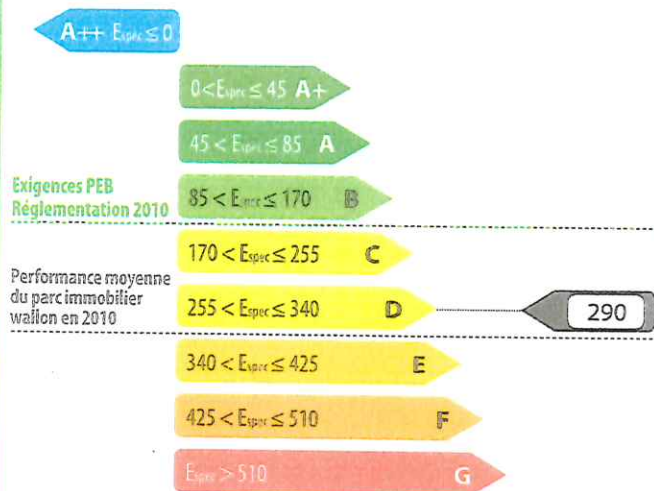 A++ Espec ≤ 0
0 < Espec ≤ 45 A+
45 < Espec ≤ 85 A
Exigences PEB
Réglementation 2010
85 < Espec ≤ 170 B
170 < Espec ≤ 255 C
Performance moyenne
du parc immobilier
wallon en 2010
255 < Espec ≤ 340 D
290
340 < Espec ≤ 425 E
425 < Espec ≤ 510 F
Espec > 510 G